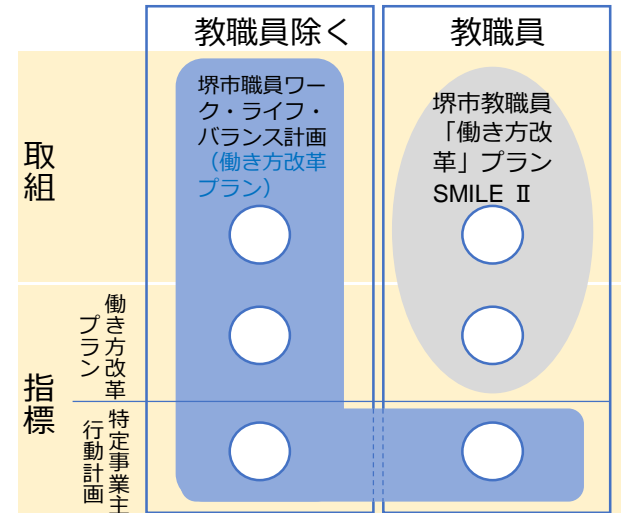 教職員除く
教職員
取組
堺市職員ワー
ク・ライフ・
バランス計画
（働き方改革
プラン）
堺市教職員
「働き方改
革」プラン
SMILE Ⅱ
指標
働き方改革
プラン
特定事業主
行動計画